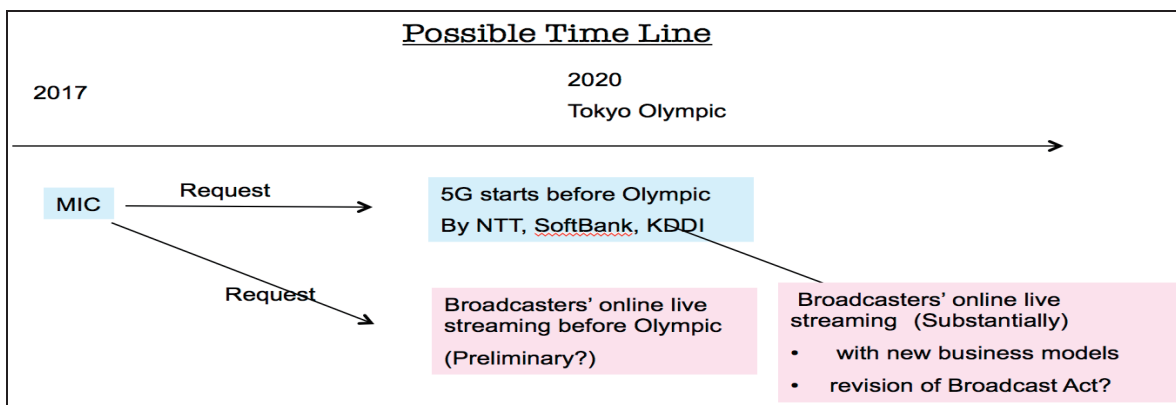 Possible Time Line
2017
2020
Tokyo Olympic
MIC
Request
Request
5G starts before Olympic
By NTT, SoftBank, KDDI
Broadcasters' online live
streaming before Olympic
(Preliminary?)
Broadcasters' online live
streaming (Substantially)
• with new business models
• revision of Broadcast Act?